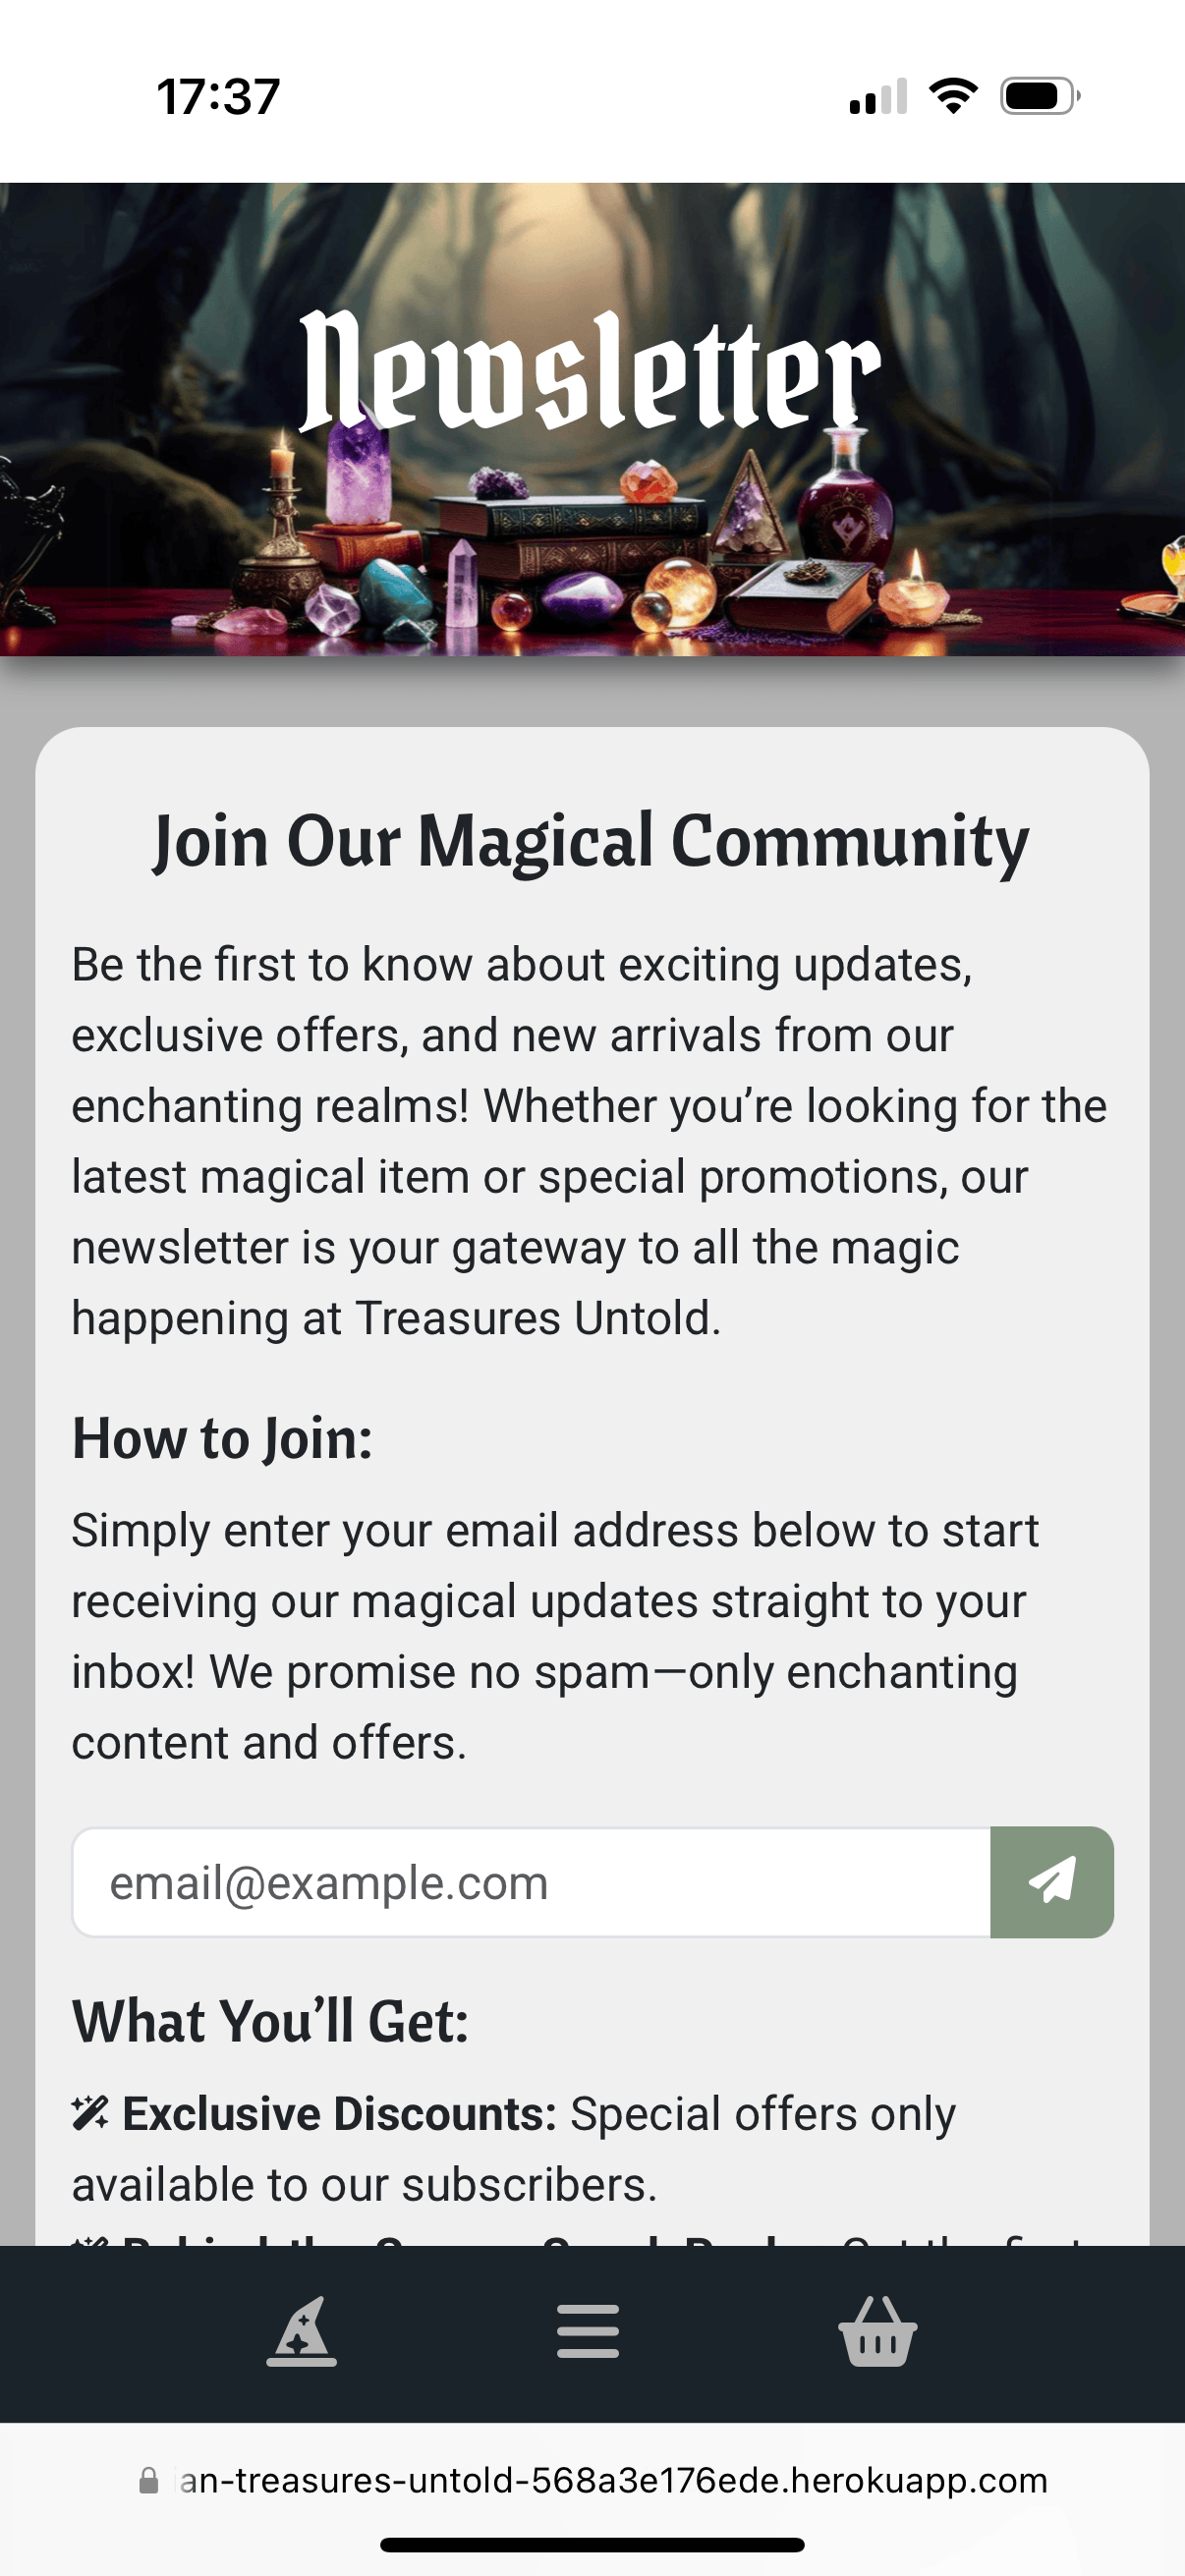 17:37
Newsletter
Join Our Magical Community
Be the first to know about exciting updates,
exclusive offers, and new arrivals from our
enchanting realms! Whether you’re looking for the
latest magical item or special promotions, our
newsletter is your gateway to all the magic
happening at Treasures Untold.
How to Join:
Simply enter your email address below to start
receiving our magical updates straight to your
inbox! We promise no spam—only enchanting
content and offers.
email@example.com
What You’ll Get:
Exclusive Discounts: Special offers only
available to our subscribers.
an-treasures-untold-568a3e176ede.herokuapp.com